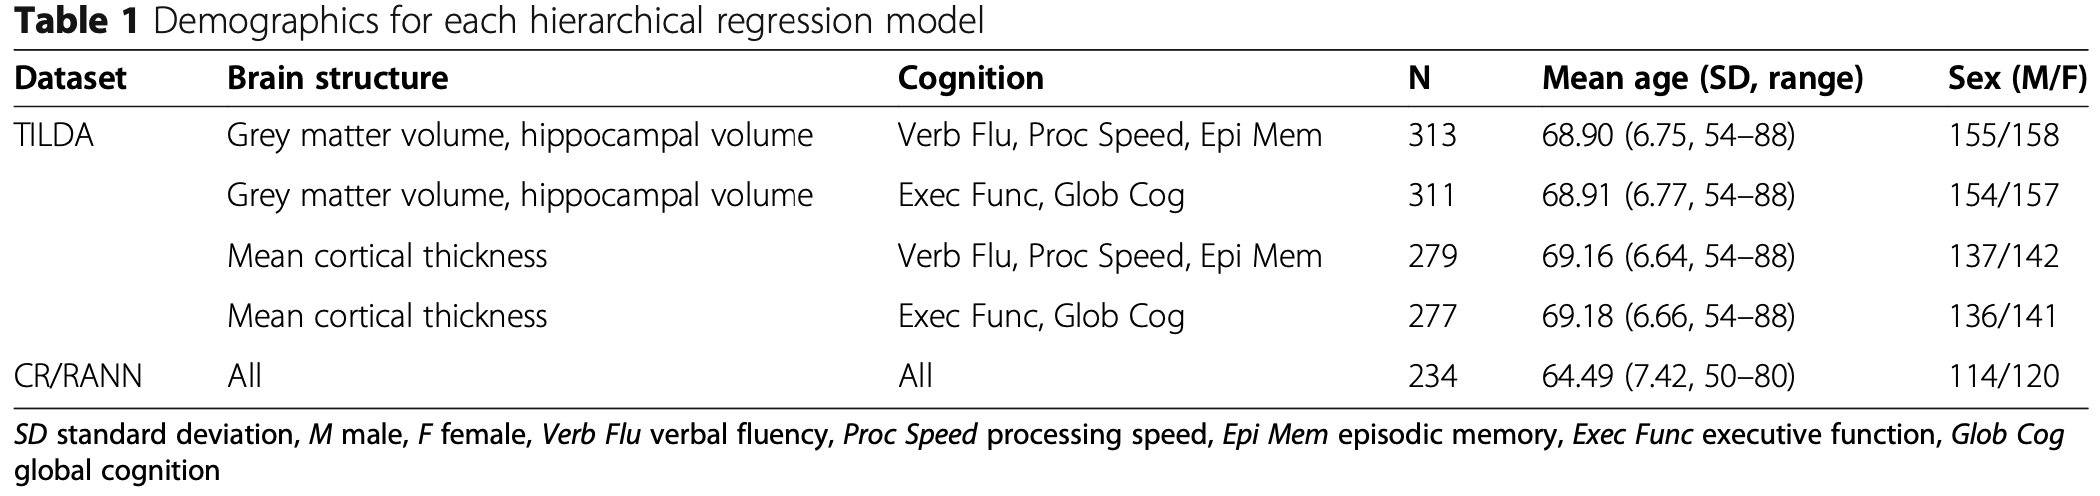 Table 1 Demographics for each hierarchical regression model
Dataset Brain structure Cognition N Mean age (SD, range) Sex (M/F)
TILDA Grey matter volume, hippocampal volume Verb Flu, Proc Speed, Epi Mem 313 68.90 (6.75, 54–88) 155/158
Grey matter volume, hippocampal volume Exec Func, Glob Cog 311 68.91 (6.77, 54–88) 154/157
Mean cortical thickness Verb Flu, Proc Speed, Epi Mem 279 69.16 (6.64, 54–88) 137/142
Mean cortical thickness Exec Func, Glob Cog 277 69.18 (6.66, 54–88) 136/141
CR/RANN All All 234 64.49 (7.42, 50–80) 114/120
SD standard deviation, M male, F female, Verb Flu verbal fluency, Proc Speed processing speed, Epi Mem episodic memory, Exec Func executive function, Glob Cog
global cognition